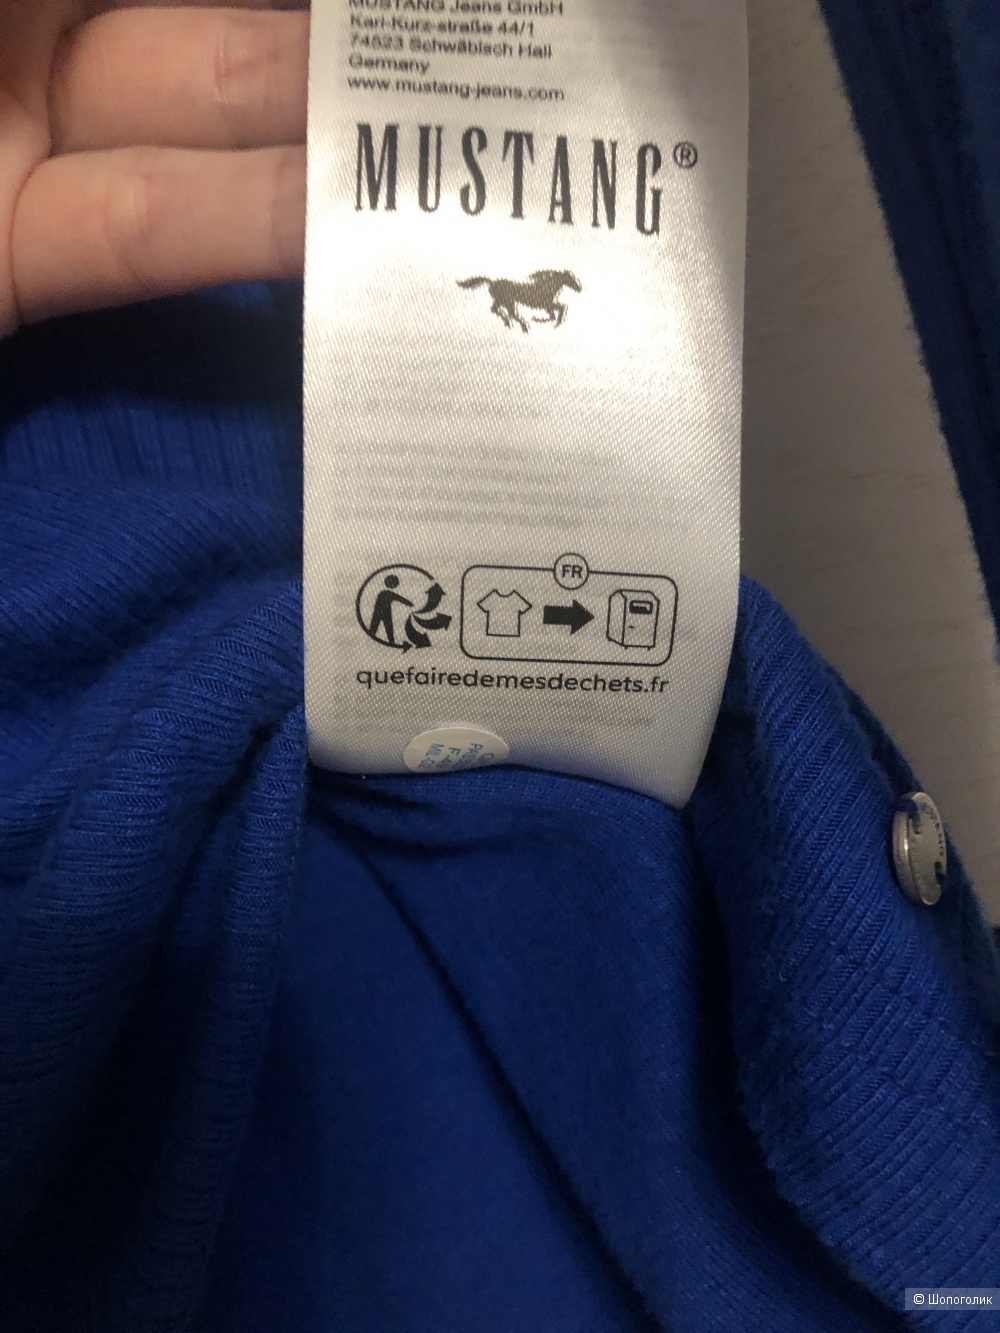 MUSTANG Jeans GmbH
Karl-Kurz-straße 44/1
74523 Schwäbisch Hall
Germany
www.mustang-jeans.com
MUSTANG®
FR
quefairedemesdechets.fr
© Шопоголик